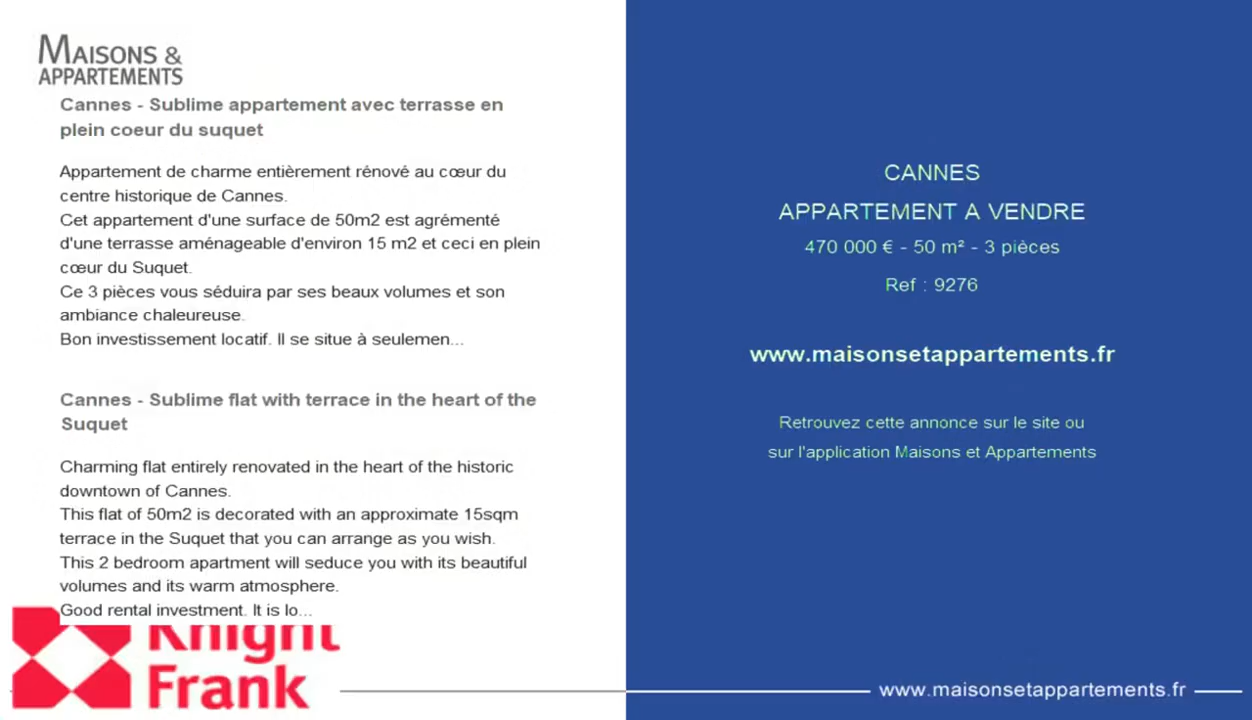 MAISONS &
APPARTEMENTS
Cannes - Sublime appartement avec terrasse en
plein coeur du suquet
Appartement de charme entièrement rénové au cœur du
centre historique de Cannes.
Cet appartement d'une surface de 50m2 est agrémenté
d'une terrasse aménageable d'environ 15 m2 et ceci en plein
cœur du Suquet.
Ce 3 pièces vous séduira par ses beaux volumes et son
ambiance chaleureuse.
Bon investissement locatif. Il se situe à seulemen...
Cannes - Sublime flat with terrace in the heart of the
Suquet
Charming flat entirely renovated in the heart of the historic
downtown of Cannes.
This flat of 50m2 is decorated with an approximate 15sqm
terrace in the Suquet that you can arrange as you wish.
This 2 bedroom apartment will seduce you with its beautiful
volumes and its warm atmosphere.
Good rental investment. It is lo...
Knight
Frank
CANNES
APPARTEMENT A VENDRE
470 000 € - 50 m² - 3 pièces
Ref : 9276
www.maisonsetappartements.fr
Retrouvez cette annonce sur le site ou
sur l'application Maisons et Appartements
www.maisonsetappartements.fr